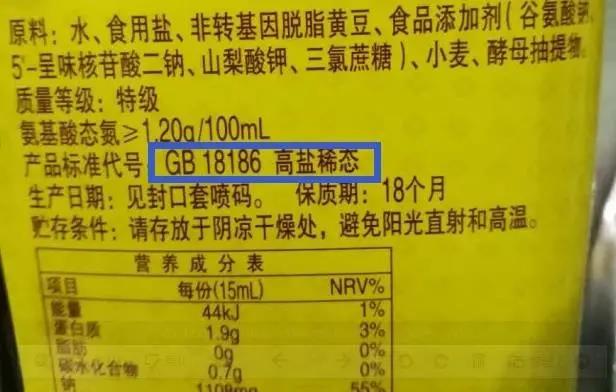 原料：水、食用盐、非转基因脱脂黄豆、食品添加剂（谷氨酸钠、
5'-呈味核苷酸二钠、山梨酸钾、三氯蔗糖）、小麦、酵母抽提物。
质量等级：特级
氨基酸态氮≥1.20g/100mL
产品标准代号：GB 18186 高盐稀态
生产日期：见封口套喷码。 保质期：18个月
贮存条件：请存放于阴凉干燥处，避免阳光直射和高温。
营养成分表
项目 每份(15mL) NRV%
能量 44kJ 1%
蛋白质 1.9g 3%
脂肪 0g 0%
碳水化合物 0.7g 0%
钠 1108mg 55%